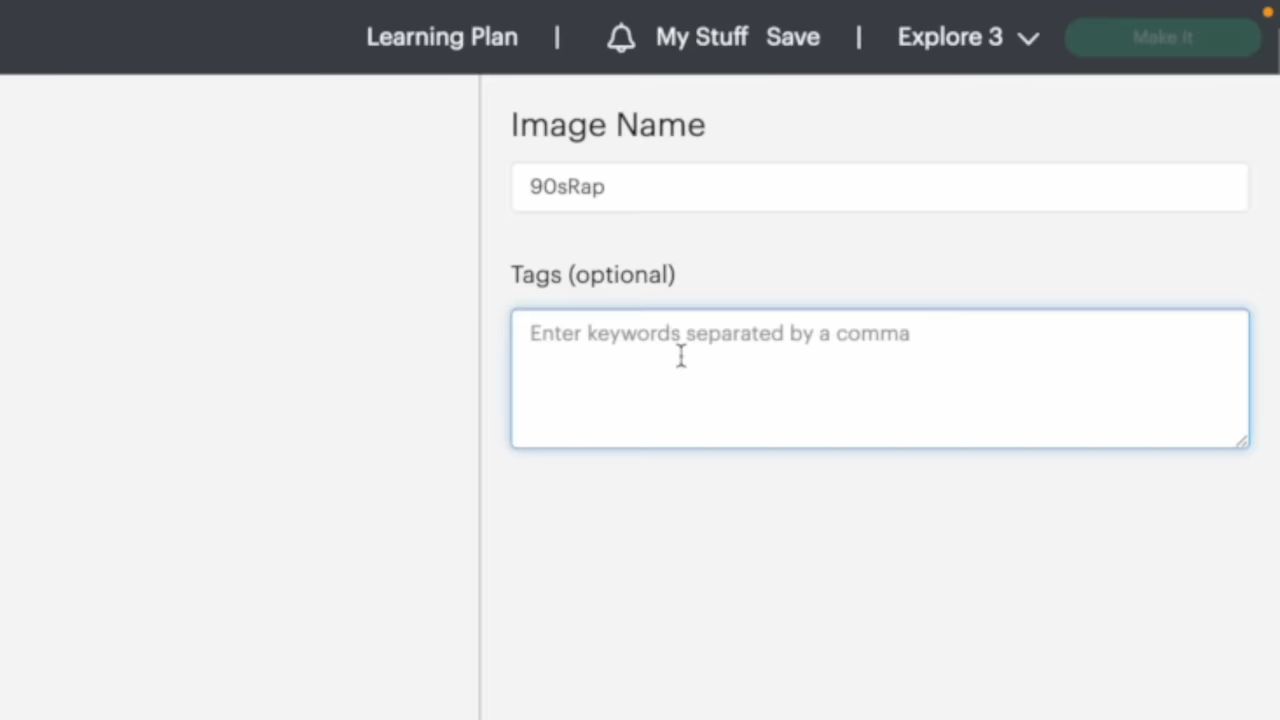 Learning Plan | My Stuff Save | Explore 3 Make It
Image Name
90sRap
Tags (optional)
Enter keywords separated by a comma